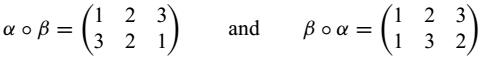 α ∘ β = (1 2 3 / 3 2 1) and β ∘ α = (1 2 3 / 1 3 2)